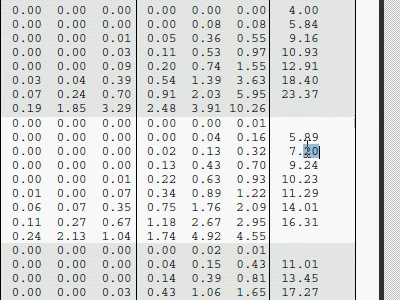 0.00 0.00 0.00 0.00 0.00 0.00 4.00
0.00 0.00 0.00 0.00 0.08 0.08 5.84
0.00 0.00 0.01 0.05 0.36 0.55 9.16
0.00 0.00 0.03 0.11 0.53 0.97 10.93
0.00 0.00 0.09 0.20 0.74 1.55 12.91
0.03 0.04 0.39 0.54 1.39 3.63 18.40
0.07 0.24 0.70 0.91 2.03 5.95 23.37
0.19 1.85 3.29 2.48 3.91 10.26
0.00 0.00 0.00 0.00 0.00 0.01
0.00 0.00 0.00 0.00 0.04 0.16 5.89
0.00 0.00 0.00 0.02 0.13 0.32 7.20
0.00 0.00 0.00 0.13 0.43 0.70 9.24
0.00 0.00 0.01 0.22 0.63 0.93 10.23
0.01 0.00 0.07 0.34 0.89 1.22 11.29
0.06 0.07 0.35 0.75 1.76 2.09 14.01
0.11 0.27 0.67 1.18 2.67 2.95 16.31
0.24 2.13 1.04 1.74 4.92 4.55
0.00 0.00 0.00 0.00 0.02 0.01
0.00 0.00 0.00 0.04 0.15 0.43 11.01
0.00 0.00 0.00 0.14 0.39 0.81 13.45
0.00 0.00 0.03 0.43 1.06 1.65 17.27